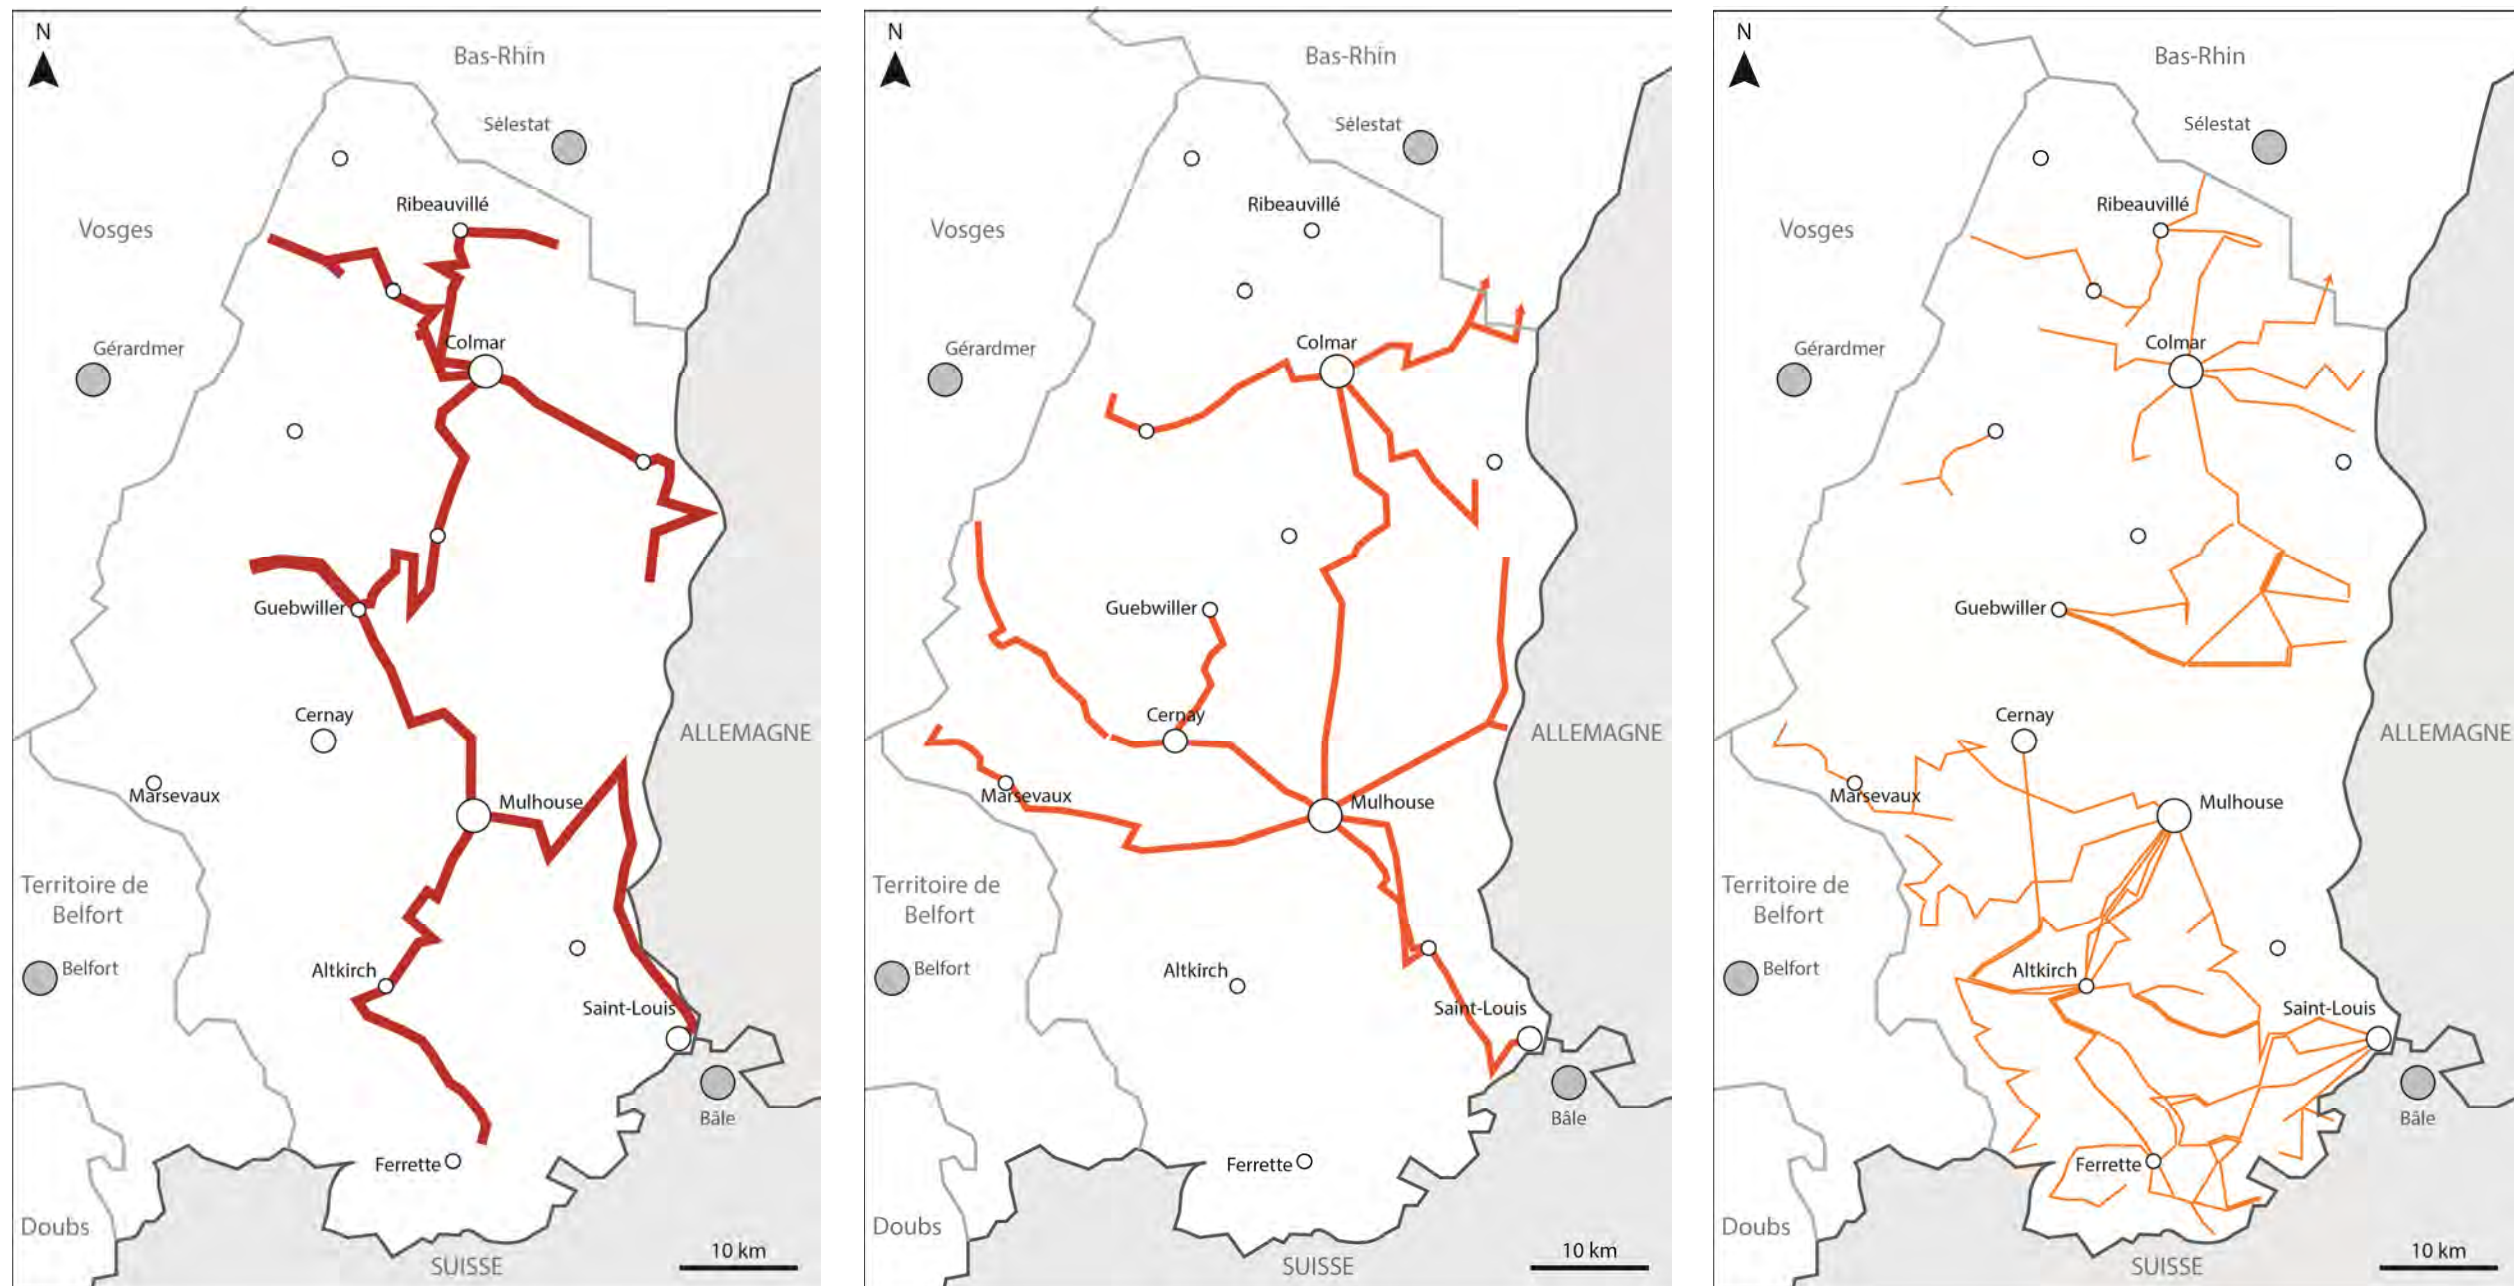 N
Bas-Rhin
Sélestat
Ribeauvillé
Vosges
Colmar
Gérardmer
Guebwiller
Cernay
ALLEMAGNE
Marsevaux
Mulhouse
Territoire de
Belfort
Belfort
Altkirch
Saint-Louis
Bâle
Ferrette
Doubs
SUISSE
10 km
N
Bas-Rhin
Sélestat
Ribeauvillé
Vosges
Colmar
Gérardmer
Guebwiller
Cernay
ALLEMAGNE
Marsevaux
Mulhouse
Territoire de
Belfort
Belfort
Altkirch
Saint-Louis
Bâle
Ferrette
Doubs
SUISSE
10 km
N
Bas-Rhin
Sélestat
Ribeauvillé
Vosges
Colmar
Gérardmer
Guebwiller
Cernay
ALLEMAGNE
Marsevaux
Mulhouse
Territoire de
Belfort
Belfort
Altkirch
Saint-Louis
Bâle
Ferrette
Doubs
SUISSE
10 km